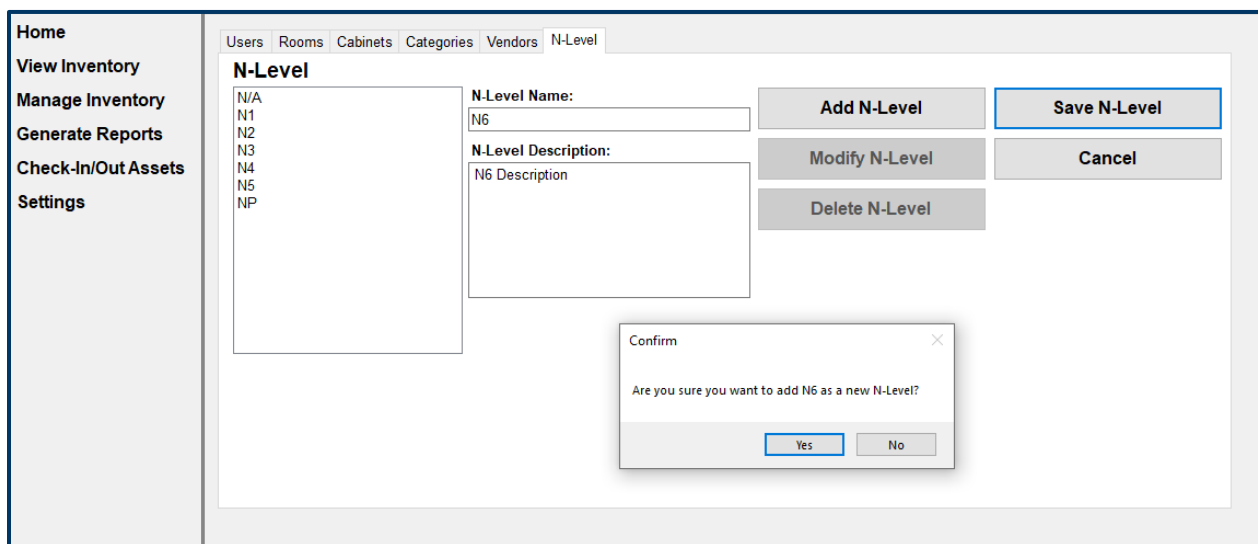 Home
View Inventory
Manage Inventory
Generate Reports
Check-In/Out Assets
Settings
Users Rooms Cabinets Categories Vendors N-Level
N-Level
N/A
N1
N2
N3
N4
N5
NP
N-Level Name:
N6
N-Level Description:
N6 Description
Add N-Level Save N-Level
Modify N-Level Cancel
Delete N-Level
Confirm
Are you sure you want to add N6 as a new N-Level?
Yes No